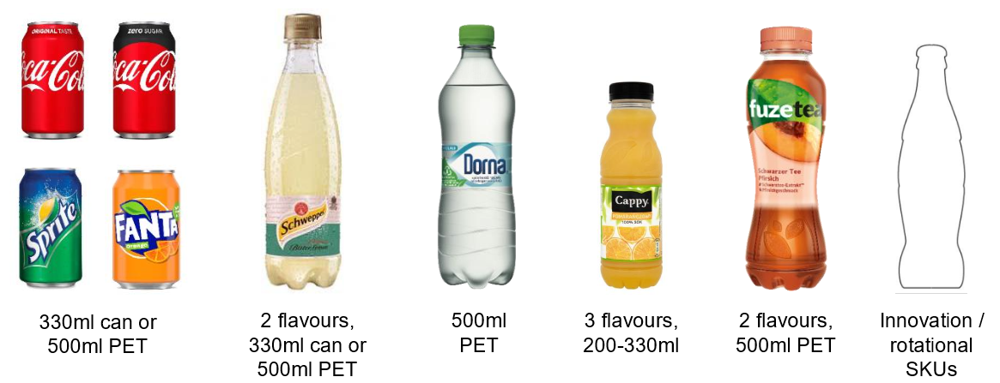 ORIGINAL TASTE
Coca-Cola
zero SUGAR
Coca-Cola
Sprite
FANTA
Orange
Schweppes
Dorna
Cappy
100%
fuzetea
Schwarzer Tee
Pfirsich
330ml can or
500ml PET
2 flavours,
330ml can or
500ml PET
500ml
PET
3 flavours,
200-330ml
2 flavours,
500ml PET
Innovation /
rotational
SKUs